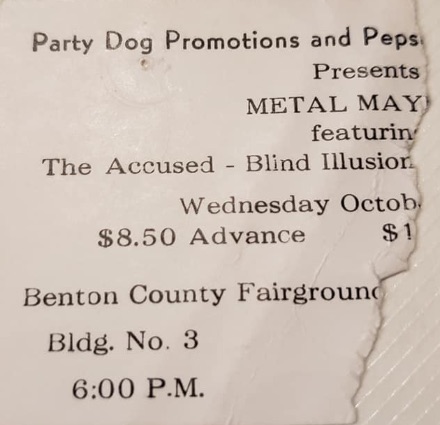 Party Dog Promotions and Peps
Presents
METAL MAY
featurin
The Accused - Blind Illusion
Wednesday Octob
$8.50 Advance $1
Benton County Fairgroun
Bldg. No. 3
6:00 P.M.